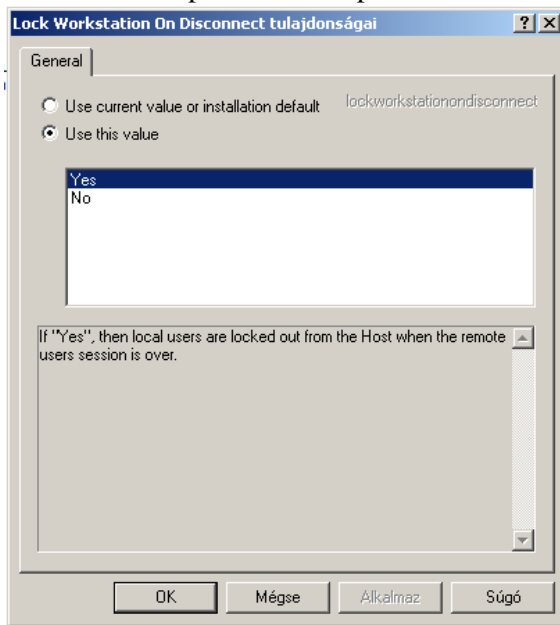 Lock Workstation On Disconnect tulajdonságai
General
Use current value or installation default
lockworkstationondisconnect
Use this value
Yes
No
If "Yes", then local users are locked out from the Host when the remote
users session is over.
OK
Mégse
Alkalmaz
Súgó